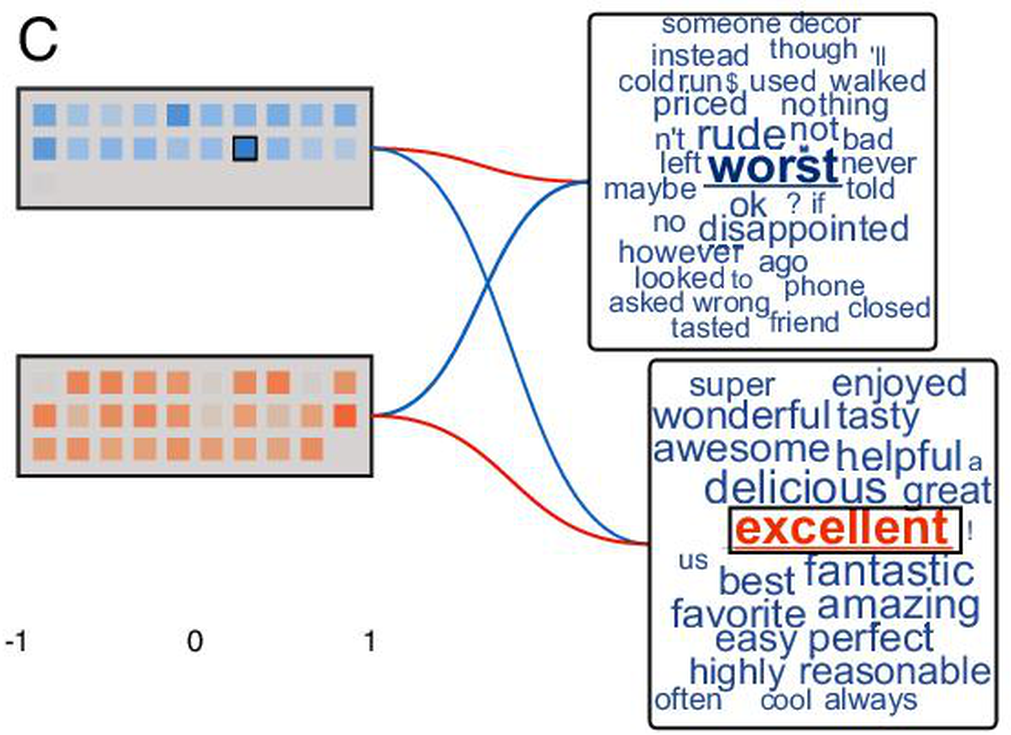 C
someone decor
instead though 'll
cold run $ used walked
priced nothing
n't rude not bad
left worst never
maybe told
ok ? if
no disappointed
however ago
looked to phone
asked wrong closed
tasted friend
super enjoyed
wonderful tasty
awesome helpful a
delicious great
excellent !
us
best fantastic
favorite amazing
easy perfect
highly reasonable
often cool always
-1 0 1